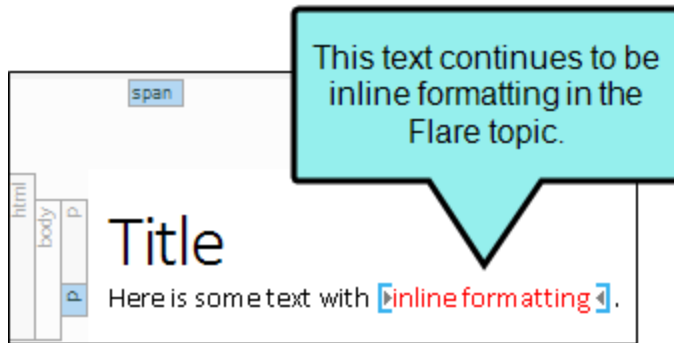 This text continues to be
inline formatting in the
Flare topic.
span
html
body
p
Title
p
Here is some text with inline formatting.